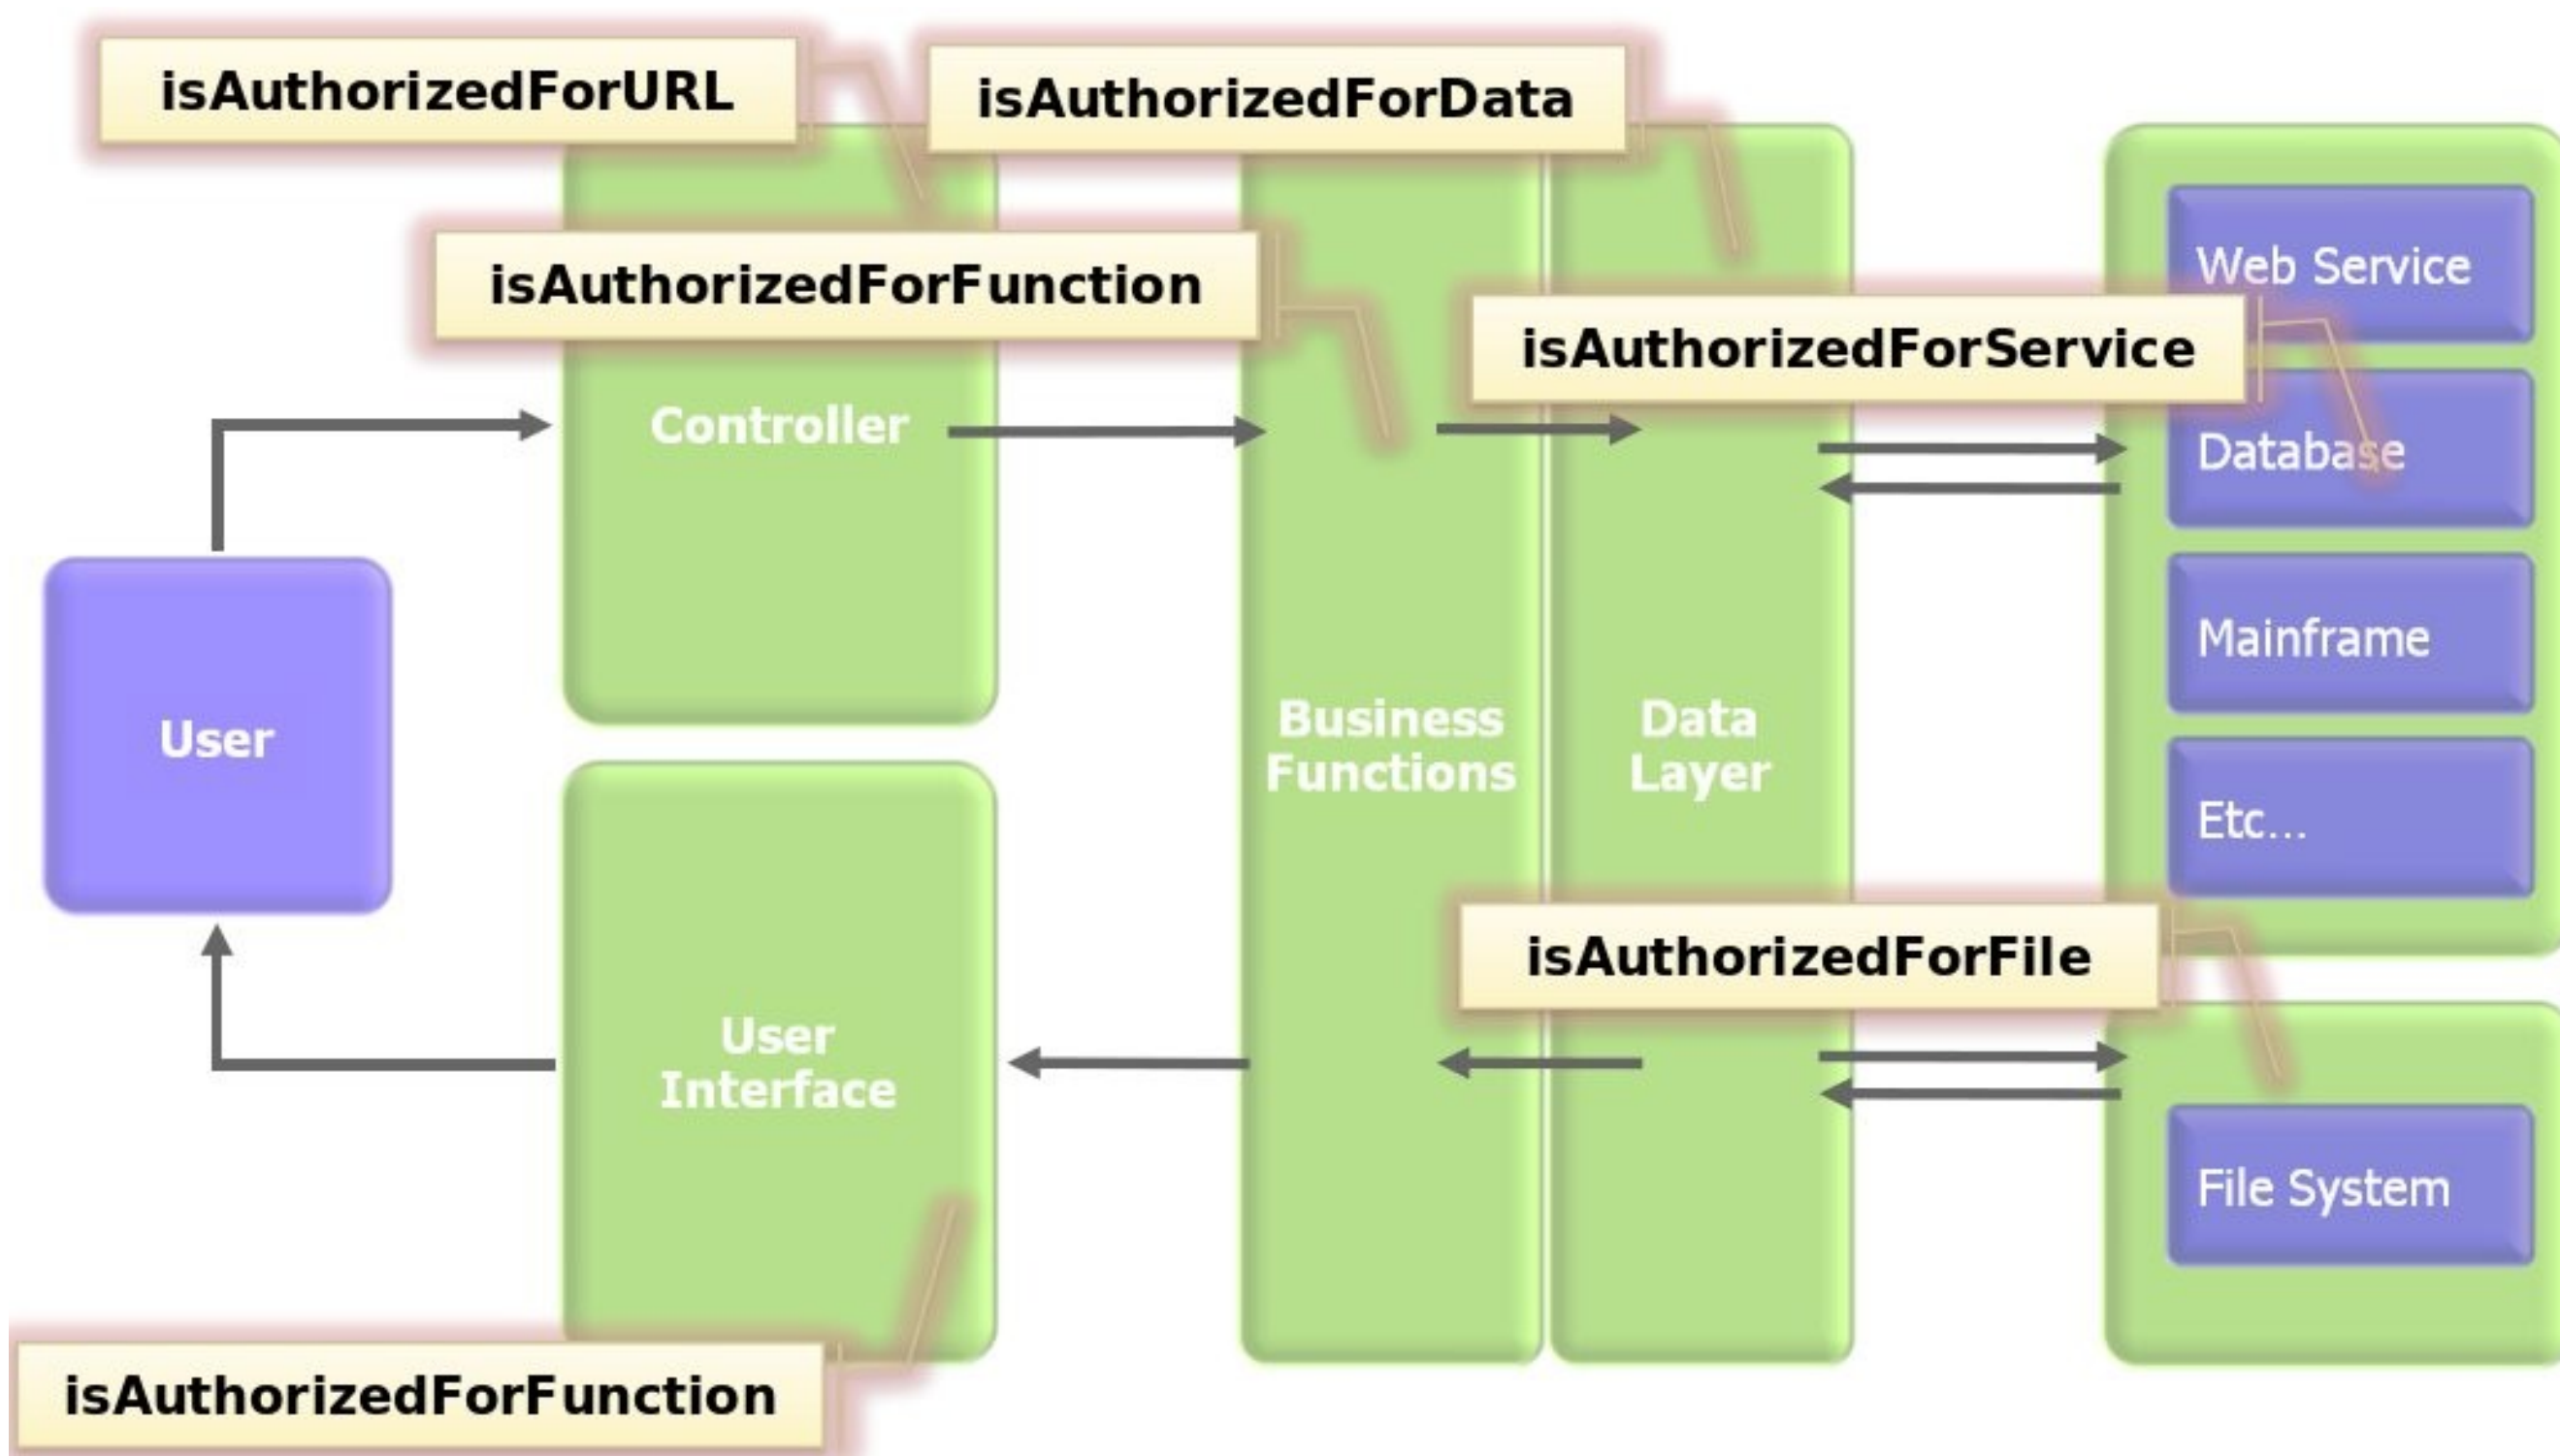 isAuthorizedForURL
isAuthorizedForData
isAuthorizedForFunction
Web Service
isAuthorizedForService
Controller
Database
User
Mainframe
Business
Functions
Data
Layer
Etc...
isAuthorizedForFile
User
Interface
File System
isAuthorizedForFunction